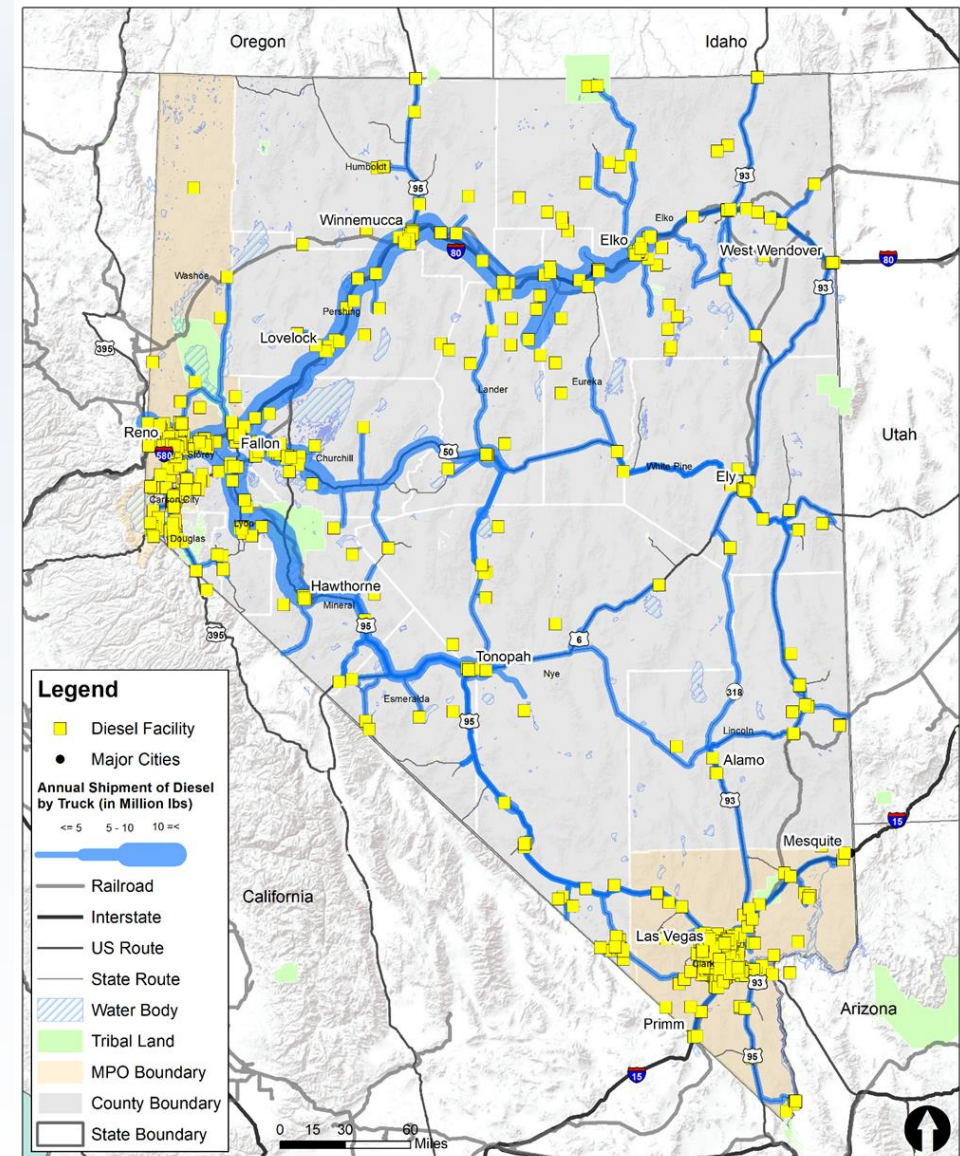 Oregon
Idaho
Humboldt
95
93
Winnemucca
80
Elko
Elko
West Wendover
80
93
Washoe
Pershing
Lovelock
395
Lander
Eureka
Utah
Reno
580
Storey
Fallon
Churchill
50
White Pine
Ely
Carson City
Lyon
Douglas
Hawthorne
Mineral
95
395
6
Tonopah
Nye
Esmeralda
95
318
Lincoln
Alamo
93
15
Mesquite
California
Las Vegas
Clark
93
Arizona
Primm
95
15
Legend
Diesel Facility
Major Cities
Annual Shipment of Diesel
by Truck (in Million lbs)
<= 5 5 - 10 10 =<
Railroad
Interstate
US Route
State Route
Water Body
Tribal Land
MPO Boundary
County Boundary
State Boundary
0 15 30 60
Miles